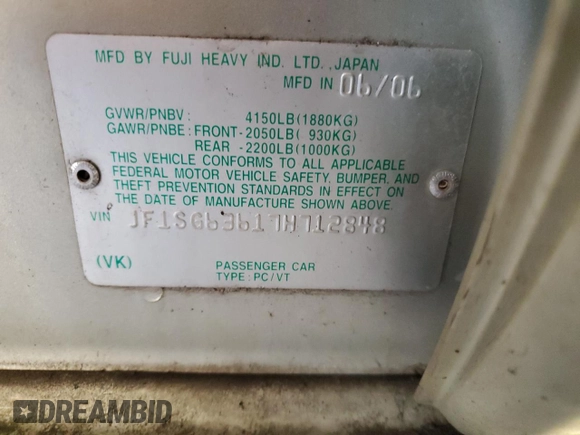 MFD BY FUJI HEAVY IND. LTD.,JAPAN
MFD IN 06/06
GVWR/PNBV: 4150LB(1880KG)
GAWR/PNBE: FRONT-2050LB( 930KG)
REAR -2200LB(1000KG)
THIS VEHICLE CONFORMS TO ALL APPLICABLE
FEDERAL MOTOR VEHICLE SAFETY, BUMPER, AND
THEFT PREVENTION STANDARDS IN EFFECT ON
THE DATE OF MANUFACTURE SHOWN ABOVE.
VIN JF1SG63617H712848
(VK) PASSENGER CAR
TYPE:PC/VT
DREAMBID